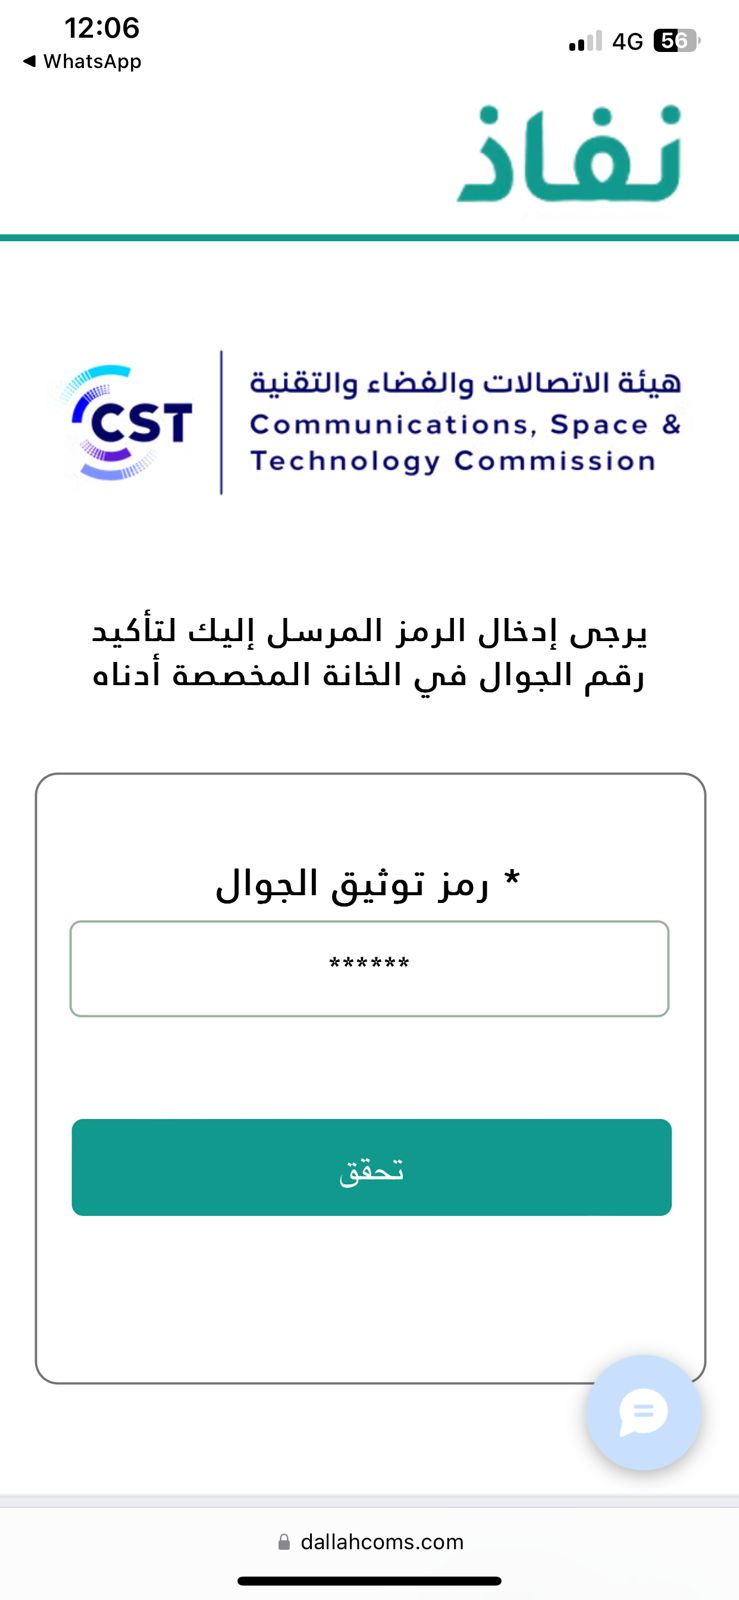 12:06
4G 56
◀ WhatsApp
نفاذ
هيئة الاتصالات والفضاء والتقنية
CST
Communications, Space &
Technology Commission
يرجى إدخال الرمز المرسل إليك لتأكيد
رقم الجوال في الخانة المخصصة أدناه
* رمز توثيق الجوال
******
تحقق
dallahcoms.com